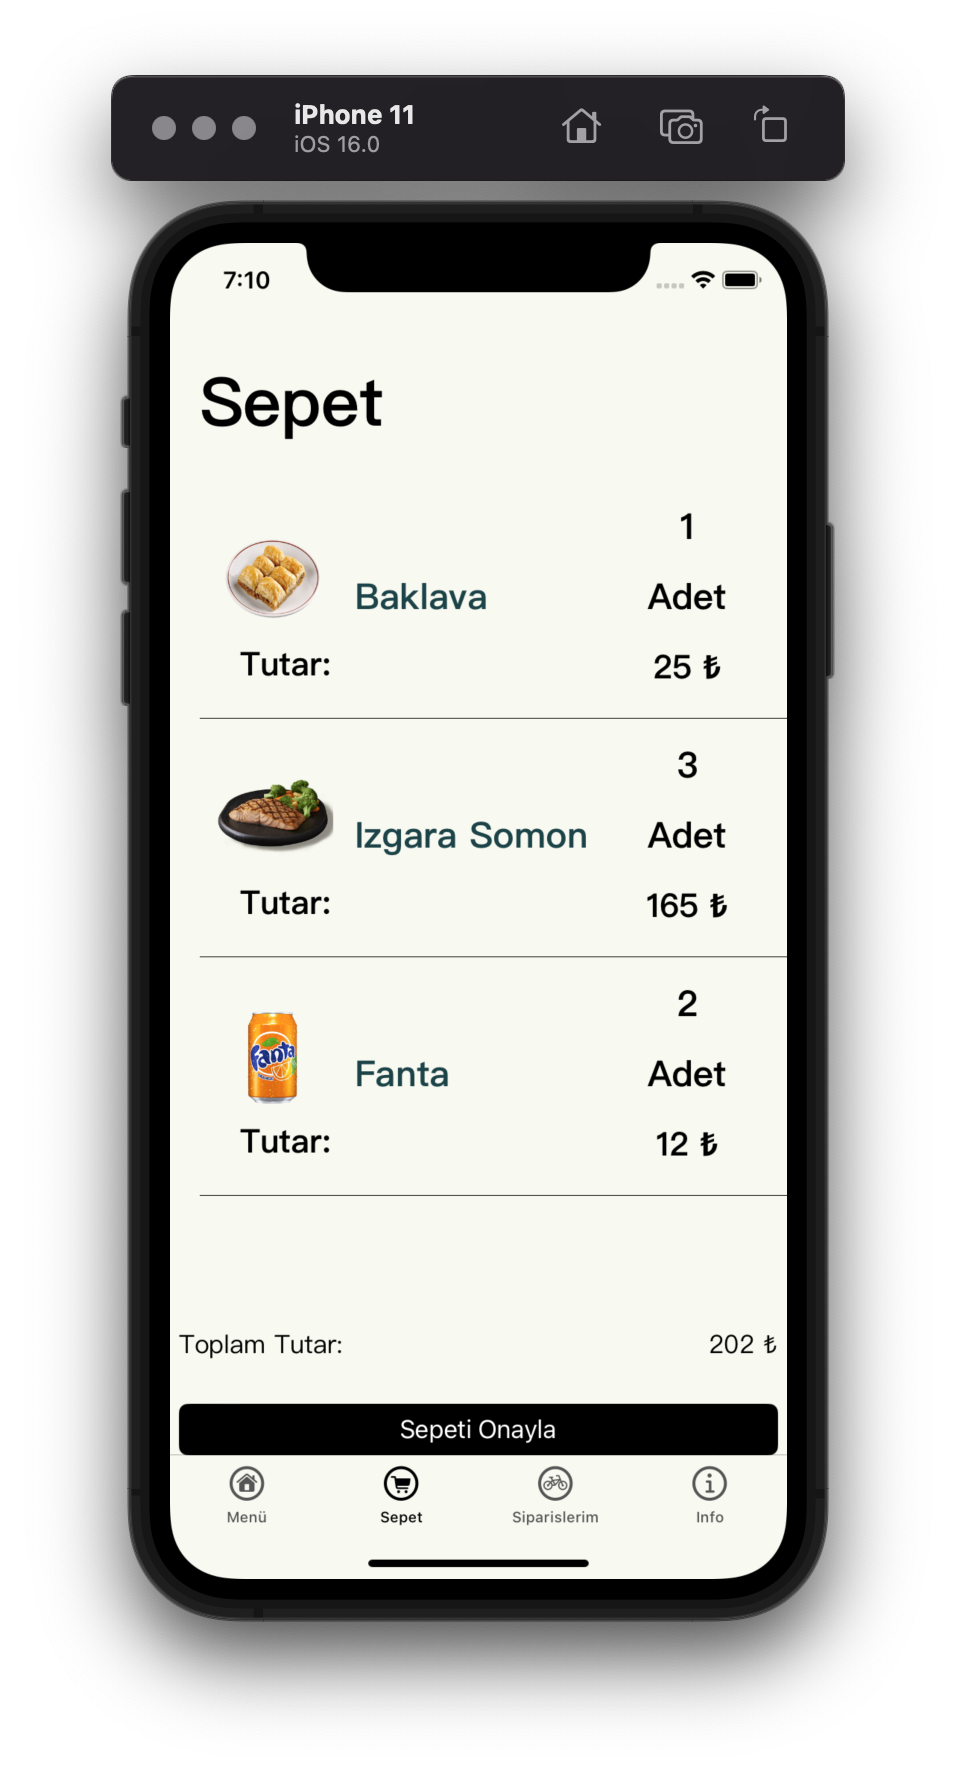 iPhone 11
iOS 16.0
7:10
Sepet
1
Baklava
Adet
Tutar:
25 ₺
3
Izgara Somon
Adet
Tutar:
165 ₺
2
Fanta
Fanta
Adet
Tutar:
12 ₺
Toplam Tutar:
202 ₺
Sepeti Onayla
Menü
Sepet
Siparislerim
Info